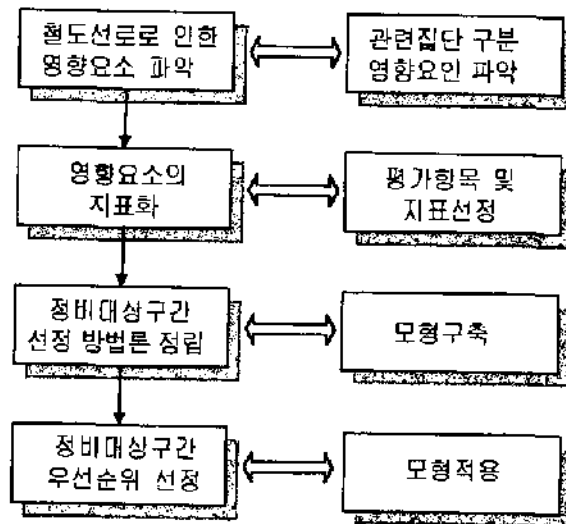 철도선로로 인한
영향요소 파악
관련집단 구분
영향요인 파악
영향요소의
지표화
평가항목 및
지표선정
정비대상구간
선정 방법론 정립
모형구축
정비대상구간
우선순위 선정
모형적용